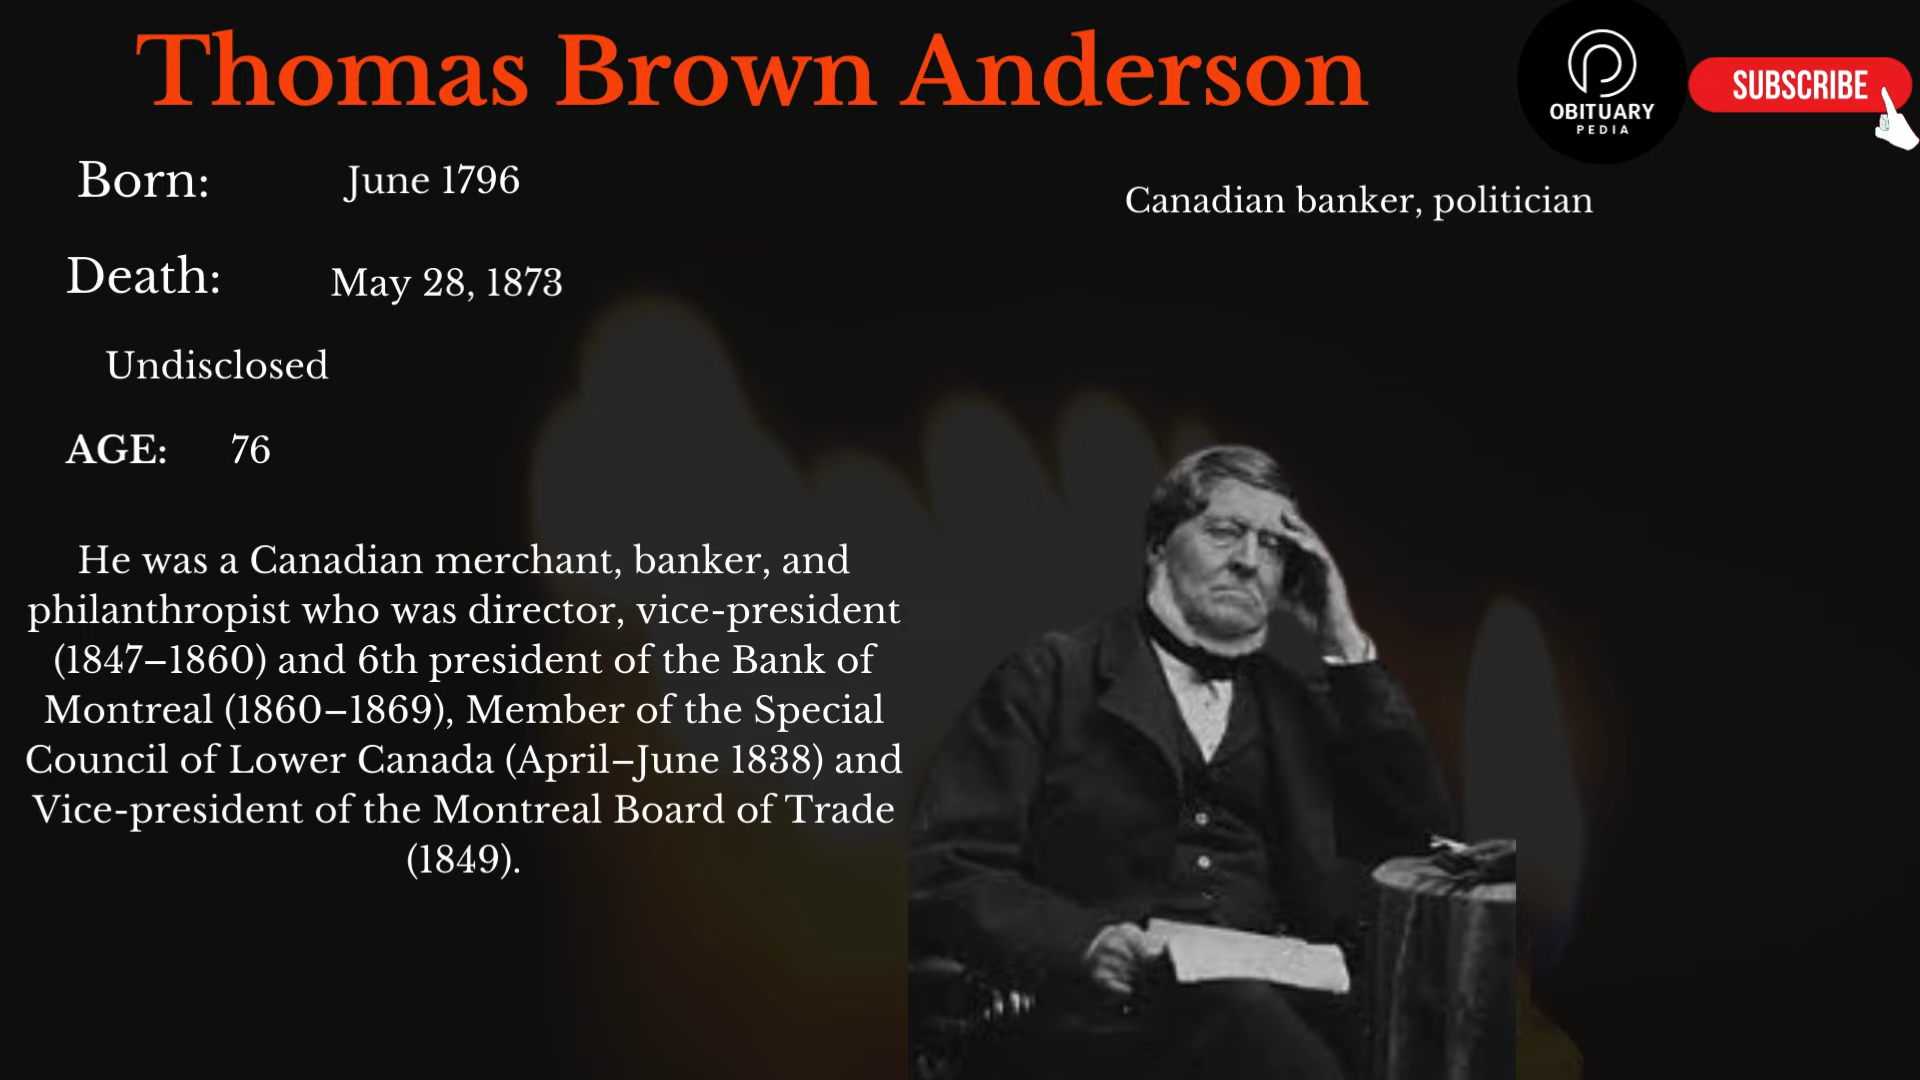 Thomas Brown Anderson
OBITUARY
PEDIA
SUBSCRIBE
Born: June 1796
Canadian banker, politician
Death: May 28, 1873
Undisclosed
AGE: 76
He was a Canadian merchant, banker, and
philanthropist who was director, vice-president
(1847–1860) and 6th president of the Bank of
Montreal (1860–1869), Member of the Special
Council of Lower Canada (April–June 1838) and
Vice-president of the Montreal Board of Trade
(1849).